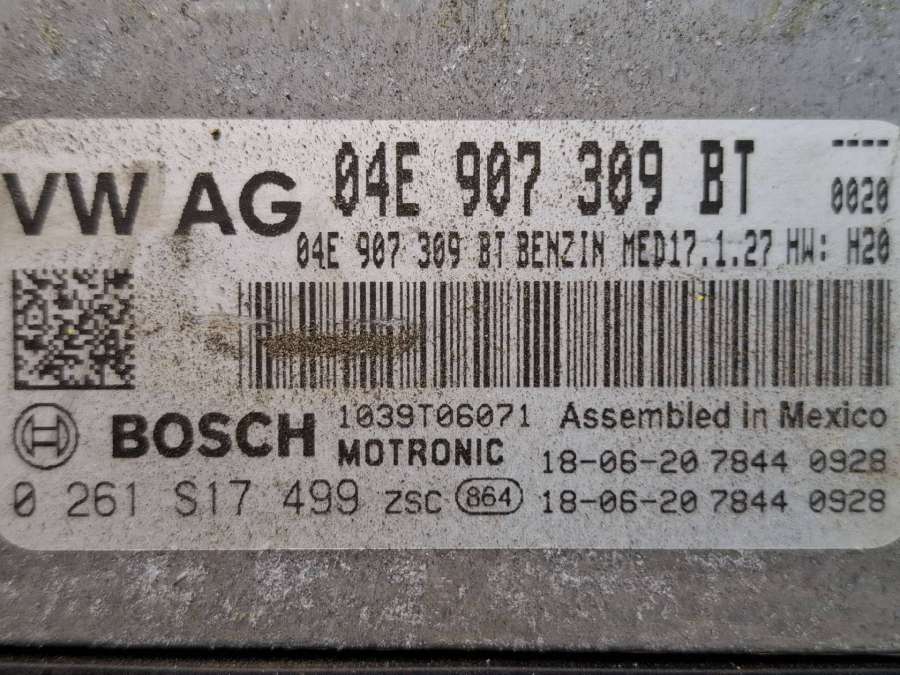 VW AG 04E 907 309 BT ----
0020
04E 907 309 BT BENZIN MED17.1.27 HW: H20
BOSCH 1039T06071 Assembled in Mexico
MOTRONIC 18-06-20 7844 0928
0 261 S17 499 ZSC 864 18-06-20 7844 0928